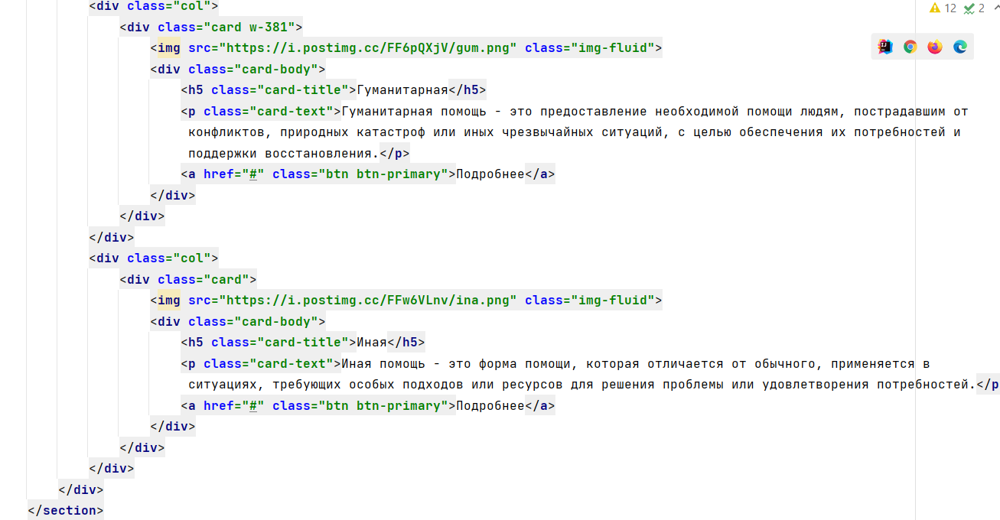 <div class="col">
12 2
<div class="card w-381">
<img src="https://i.postimg.cc/FF6pQXjV/gum.png" class="img-fluid">
<div class="card-body">
<h5 class="card-title">Гуманитарная</h5>
<p class="card-text">Гуманитарная помощь - это предоставление необходимой помощи людям, пострадавшим от
конфликтов, природных катастроф или иных чрезвычайных ситуаций, с целью обеспечения их потребностей и
поддержки восстановления.</p>
<a href="#" class="btn btn-primary">Подробнее</a>
</div>
</div>
</div>
<div class="col">
<div class="card">
<img src="https://i.postimg.cc/FFw6VLnv/ina.png" class="img-fluid">
<div class="card-body">
<h5 class="card-title">Иная</h5>
<p class="card-text">Иная помощь - это форма помощи, которая отличается от обычного, применяется в
ситуациях, требующих особых подходов или ресурсов для решения проблемы или удовлетворения потребностей.</p
<a href="#" class="btn btn-primary">Подробнее</a>
</div>
</div>
</div>
</div>
</section>